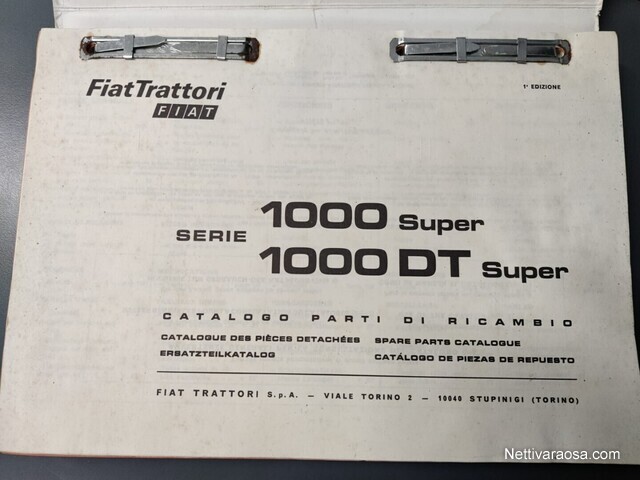 FiatTrattori
FIAT
1ª EDIZIONE
SERIE
1000 Super
1000 DT Super
CATALOGO PARTI DI RICAMBIO
CATALOGUE DES PIÈCES DETACHÉES SPARE PARTS CATALOGUE
ERSATZTEILKATALOG CATÁLOGO DE PIEZAS DE REPUESTO
FIAT TRATTORI S.p.A. — VIALE TORINO 2 — 10040 STUPINIGI (TORINO)
Nettivaraosa.com